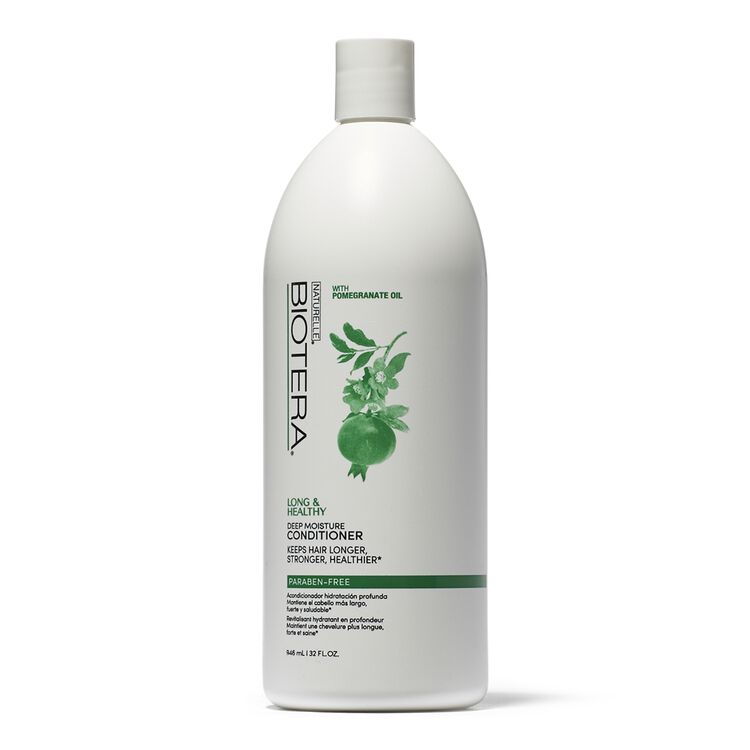 WITH
POMEGRANATE OIL
NATURELLE®
BIOTERA®
LONG &
HEALTHY
DEEP MOISTURE
CONDITIONER
KEEPS HAIR LONGER,
STRONGER, HEALTHIER*
PARABEN-FREE
Acondicionador hidratación profunda
Mantiene el cabello más largo,
fuerte y saludable*
Revitalisant hydratant en profondeur
Maintient une chevelure plus longue,
forte et saine*
946 mL | 32 FL.OZ.